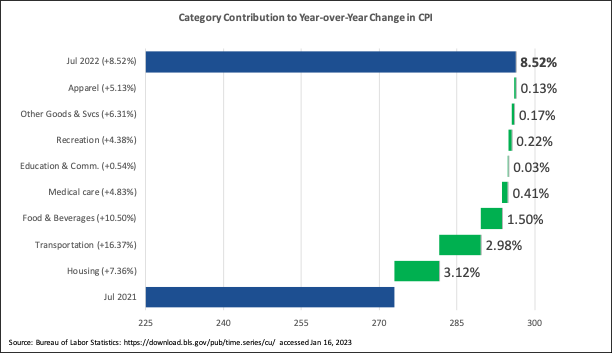 Category Contribution to Year-over-Year Change in CPI
Jul 2022 (+8.52%) 8.52%
Apparel (+5.13%) 0.13%
Other Goods & Svcs (+6.31%) 0.17%
Recreation (+4.38%) 0.22%
Education & Comm. (+0.54%) 0.03%
Medical care (+4.83%) 0.41%
Food & Beverages (+10.50%) 1.50%
Transportation (+16.37%) 2.98%
Housing (+7.36%) 3.12%
Jul 2021
225 240 255 270 285 300
Source: Bureau of Labor Statistics: https://download.bls.gov/pub/time.series/cu/ accessed Jan 16, 2023